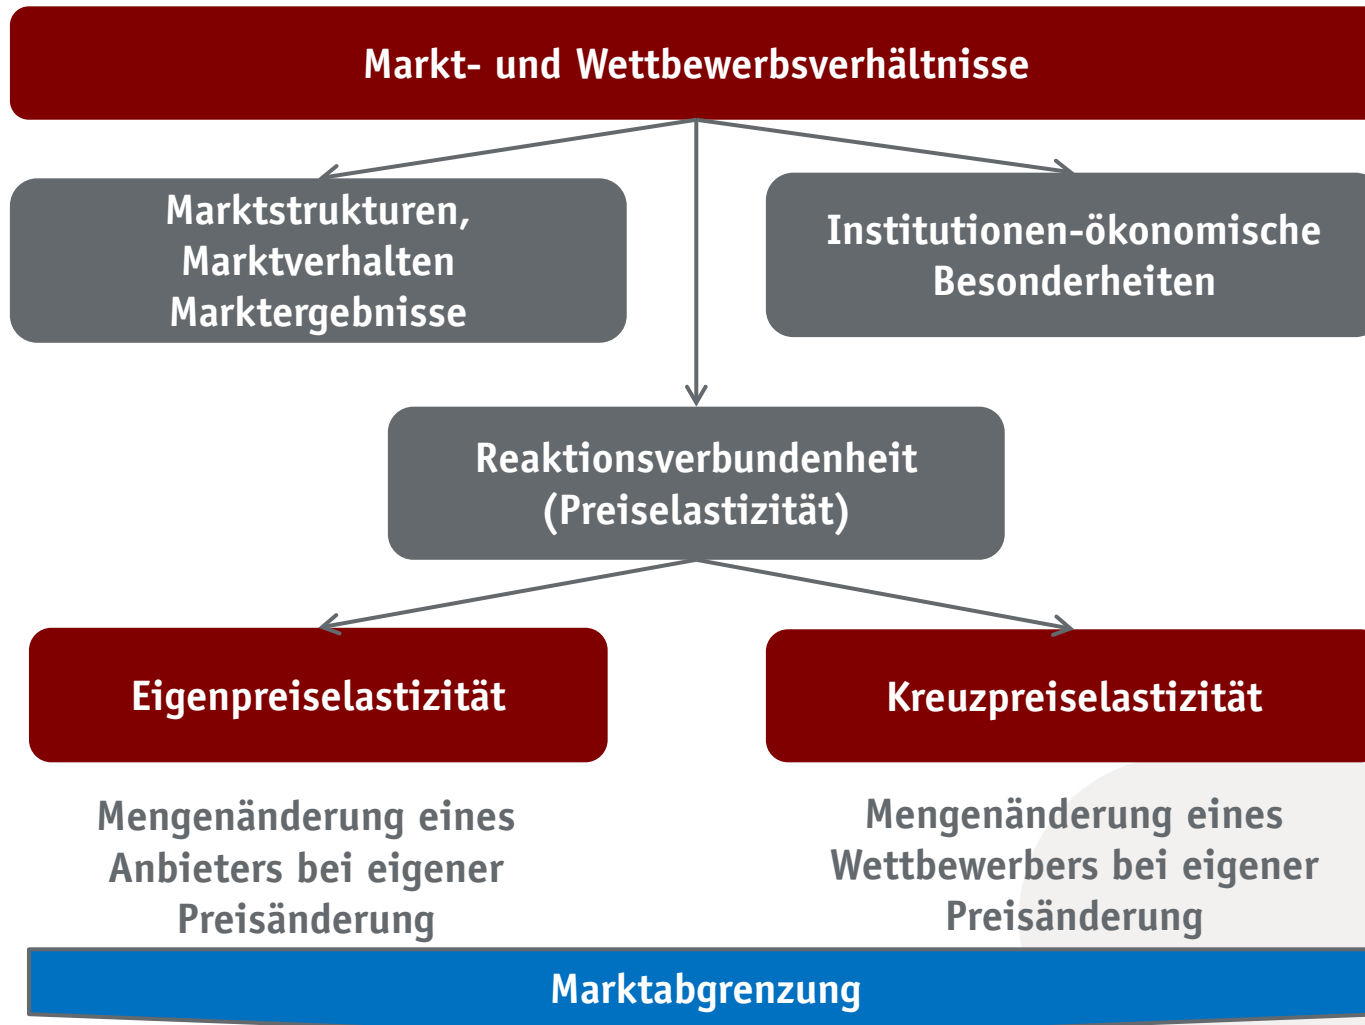 Markt- und Wettbewerbsverhältnisse
Marktstrukturen,
Marktverhalten
Marktergebnisse
Institutionen-ökonomische
Besonderheiten
Reaktionsverbundenheit
(Preiselastizität)
Eigenpreiselastizität
Kreuzpreiselastizität
Mengenänderung eines
Anbieters bei eigener
Preisänderung
Mengenänderung eines
Wettbewerbers bei eigener
Preisänderung
Marktabgrenzung